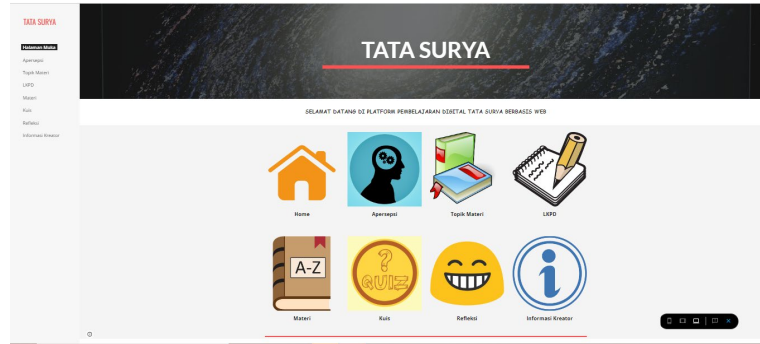 TATA SURYA
Halaman Muka
Apersepsi
Topik Materi
LKPD
Materi
Kuis
Refleksi
Informasi Kreator
TATA SURYA
SELAMAT DATANG DI PLATFORM PEMBELAJARAN DIGITAL TATA SURYA BERBASIS WEB
Home
Apersepsi
Topik Materi
LKPD
A-Z
? QUIZ
Materi
Kuis
Refleksi
Informasi Kreator